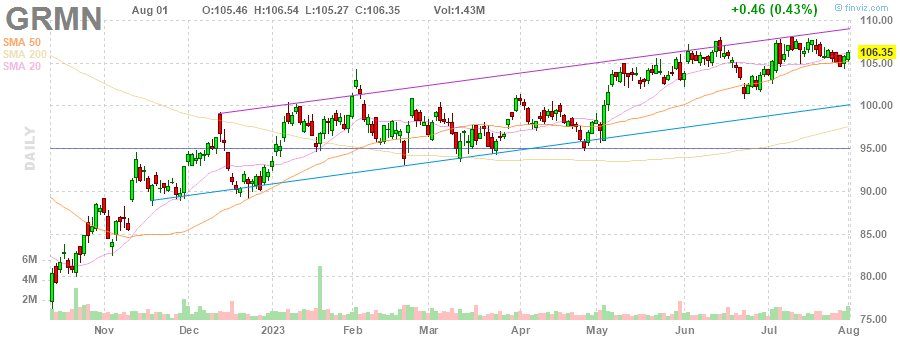 GRMN Aug 01 O:105.46 H:106.54 L:105.27 C:106.35 Vol:1.43M +0.46 (0.43%) finviz.com
SMA 50
SMA 200
SMA 20
DAILY
110.00
106.35
105.00
100.00
95.00
90.00
85.00
80.00
75.00
6M
4M
2M
Nov Dec 2023 Feb Mar Apr May Jun Jul Aug